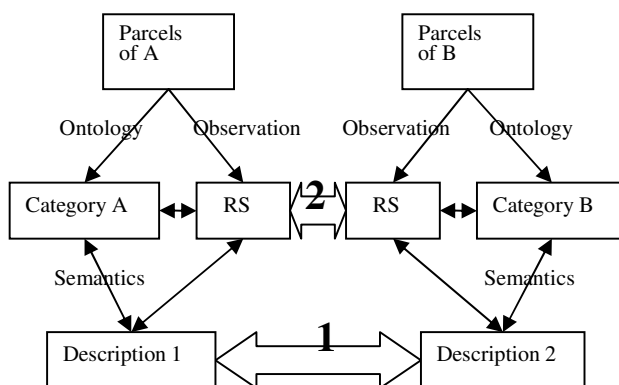 Parcels
of A
Parcels
of B
Ontology
Observation
Observation
Ontology
Category A
RS
2
RS
Category B
Semantics
Semantics
Description 1
1
Description 2